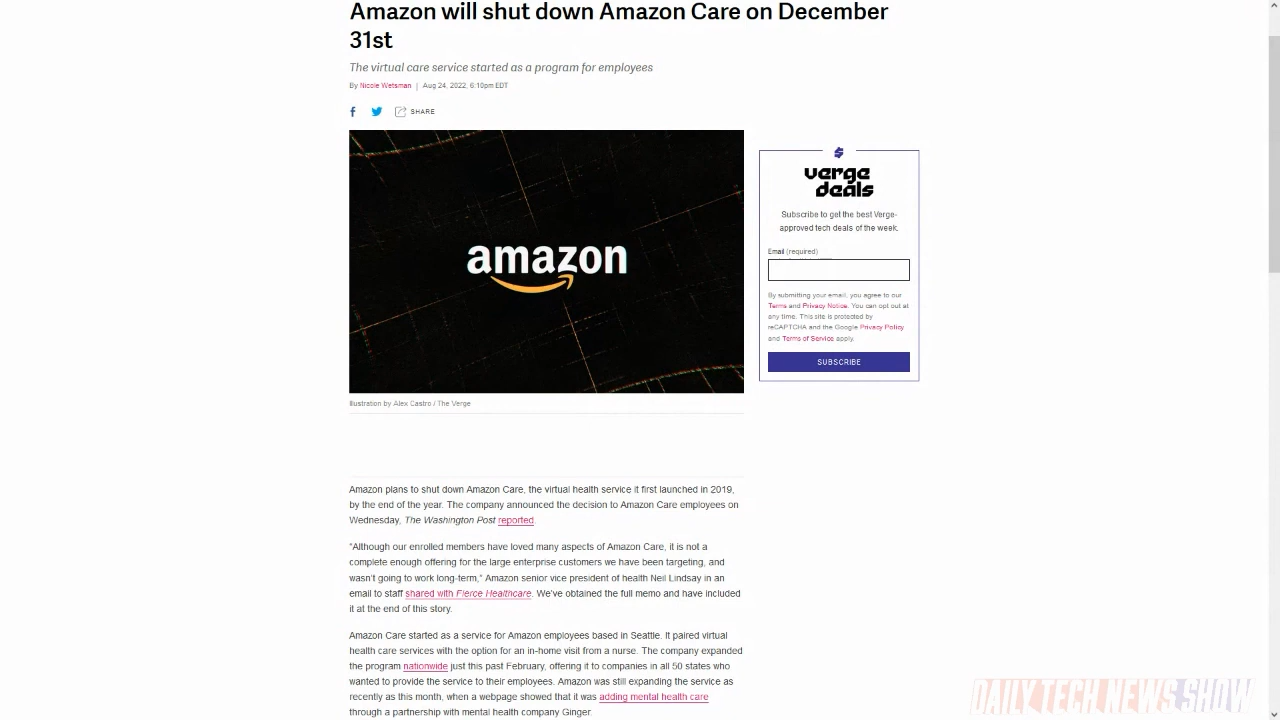 Amazon will shut down Amazon Care on December
31st
The virtual care service started as a program for employees
By Nicole Wetsman | Aug 24, 2022, 6:10pm EDT
SHARE
amazon
Illustration by Alex Castro / The Verge
verge
deals
Subscribe to get the best Verge-
approved tech deals of the week.
Email (required)
By submitting your email, you agree to our
Terms and Privacy Notice. You can opt out at
any time. This site is protected by
reCAPTCHA and the Google Privacy Policy
and Terms of Service apply.
SUBSCRIBE
Amazon plans to shut down Amazon Care, the virtual health service it first launched in 2019,
by the end of the year. The company announced the decision to Amazon Care employees on
Wednesday, The Washington Post reported.
“Although our enrolled members have loved many aspects of Amazon Care, it is not a
complete enough offering for the large enterprise customers we have been targeting, and
wasn’t going to work long-term,” Amazon senior vice president of health Neil Lindsay in an
email to staff shared with Fierce Healthcare. We’ve obtained the full memo and have included
it at the end of this story.
Amazon Care started as a service for Amazon employees based in Seattle. It paired virtual
health care services with the option for an in-home visit from a nurse. The company expanded
the program nationwide just this past February, offering it to companies in all 50 states who
wanted to provide the service to their employees. Amazon was still expanding the service as
recently as this month, when a webpage showed that it was adding mental health care
through a partnership with mental health company Ginger.
DAILY TECH NEWS SHOW